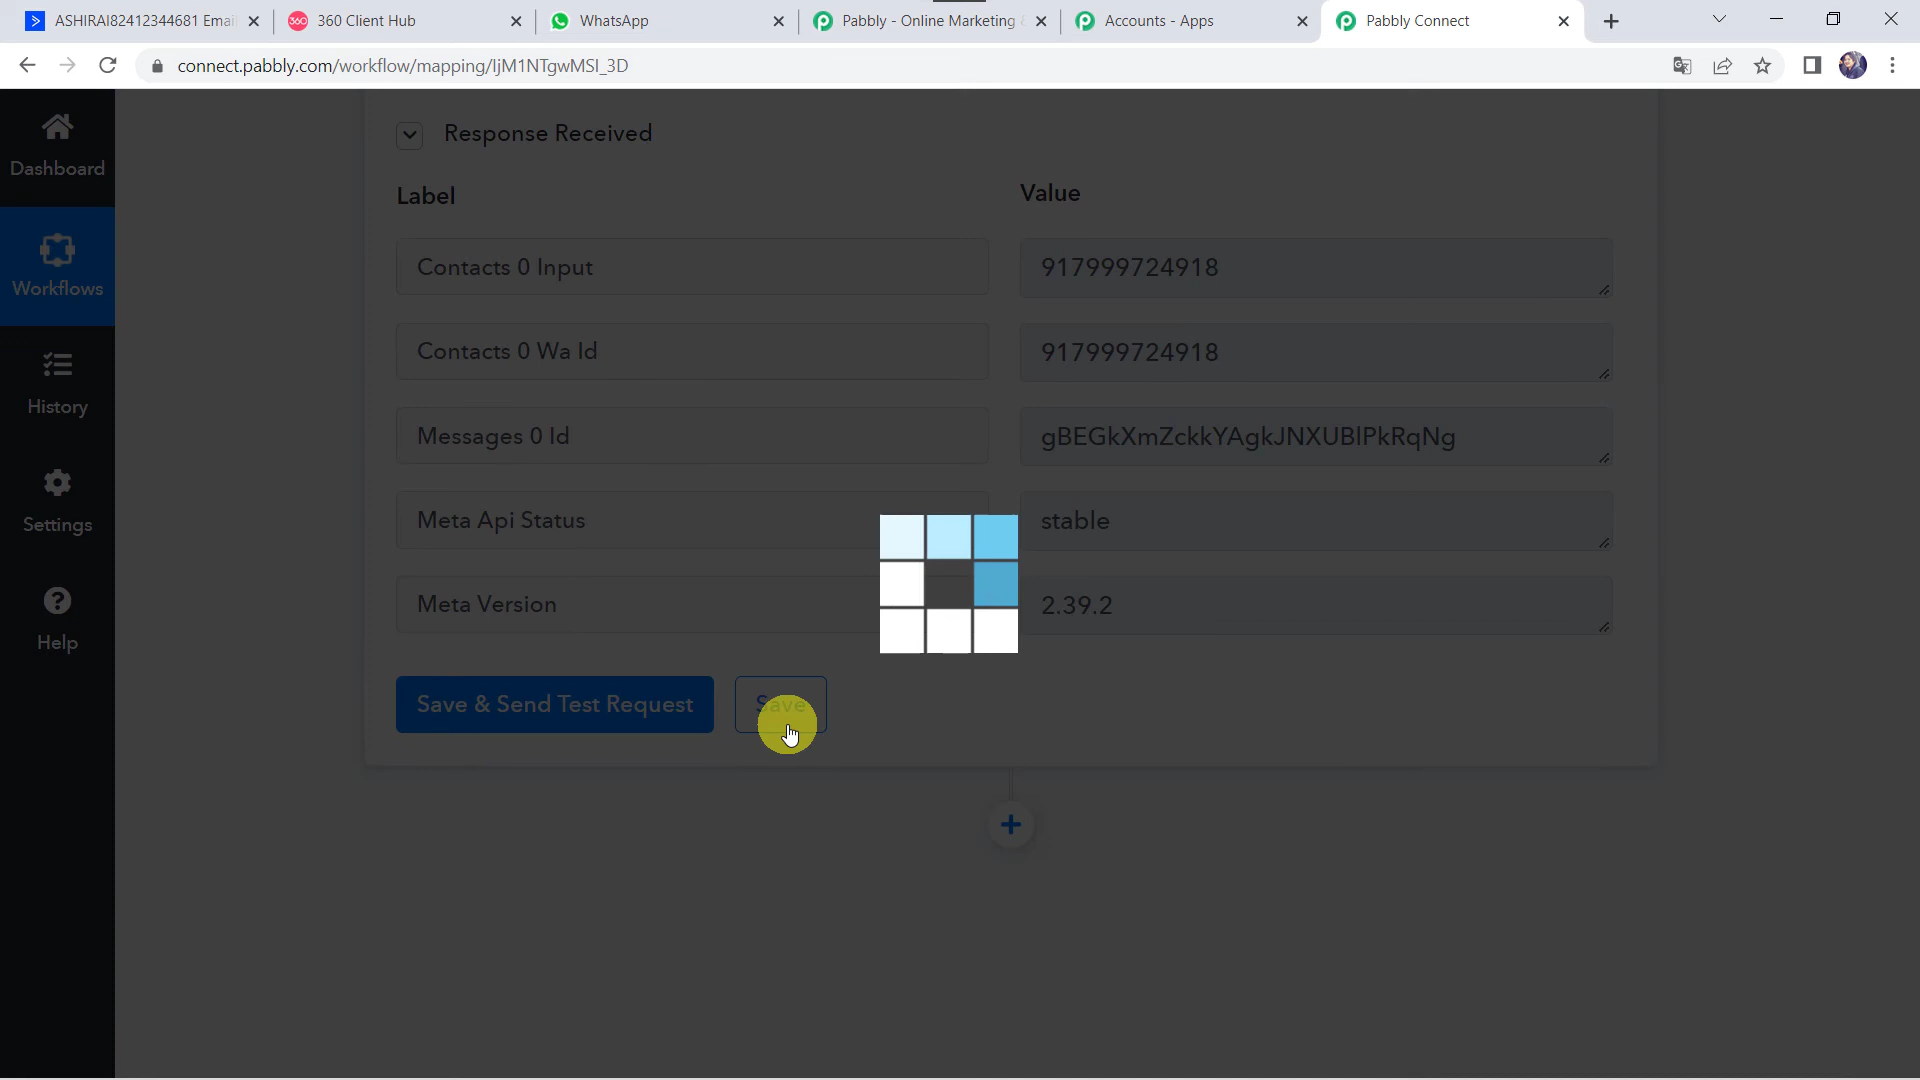 ASHIRAI82412344681 Email
360 Client Hub
WhatsApp
Pabbly - Online Marketing
Accounts - Apps
Pabbly Connect
connect.pabbly.com/workflow/mapping/IjM1NTgwMSI_3D
Dashboard
Workflows
History
Settings
Help
Response Received
Label
Value
Contacts 0 Input
917999724918
Contacts 0 Wa Id
917999724918
Messages 0 Id
gBEGkXmZckkYAgkJNXUBlPkRqNg
Meta Api Status
stable
Meta Version
2.39.2
Save & Send Test Request
Save